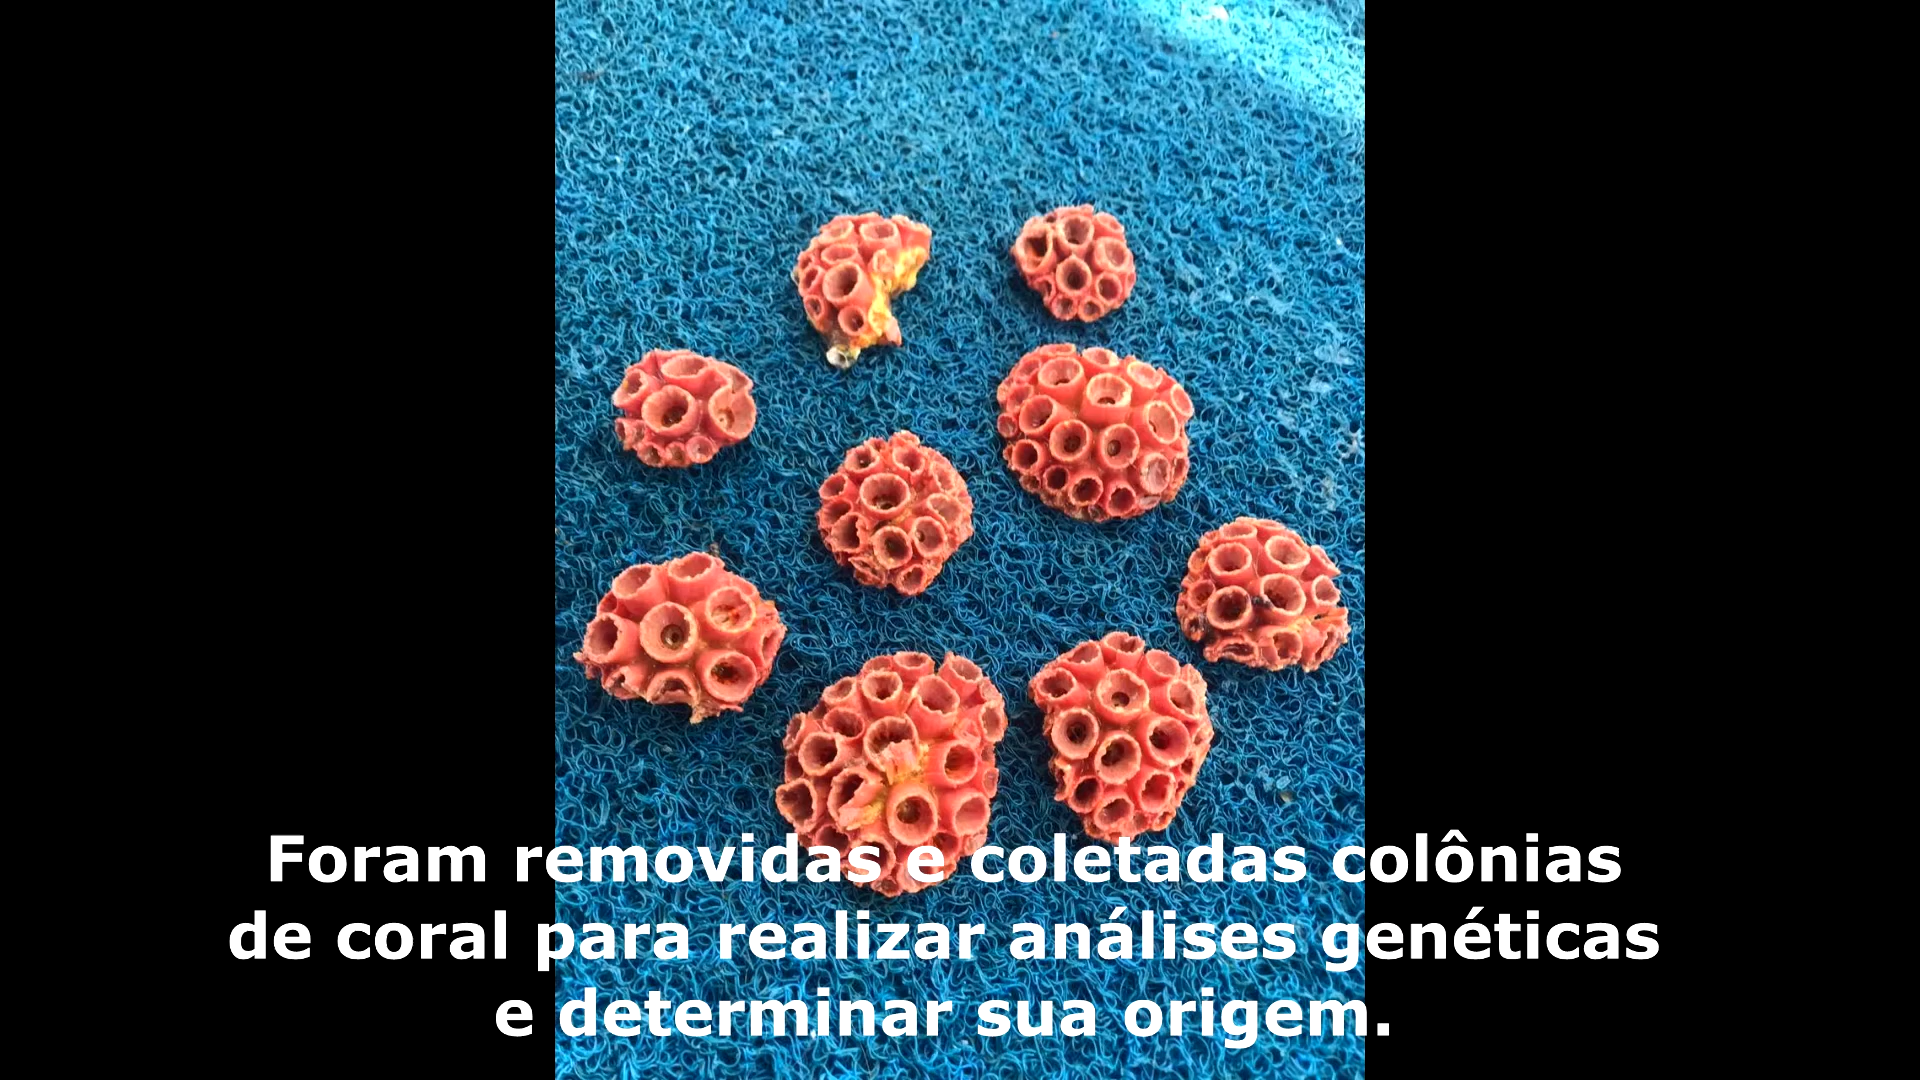 Foram removidas e coletadas colônias
de coral para realizar análises genéticas
e determinar sua origem.